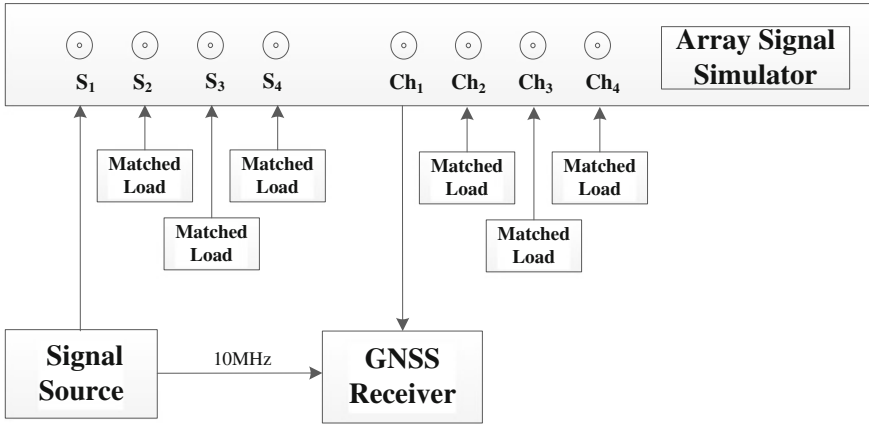 Array Signal
Simulator
S1 S2 S3 S4 Ch1 Ch2 Ch3 Ch4
Matched
Load
Matched
Load
Matched
Load
Matched
Load
Matched
Load
Matched
Load
Signal
Source
10MHz
GNSS
Receiver